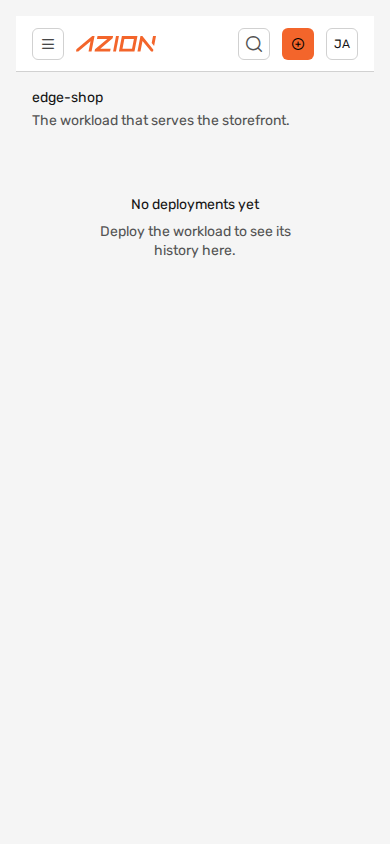 AZION
JA
edge-shop
The workload that serves the storefront.
No deployments yet
Deploy the workload to see its
history here.